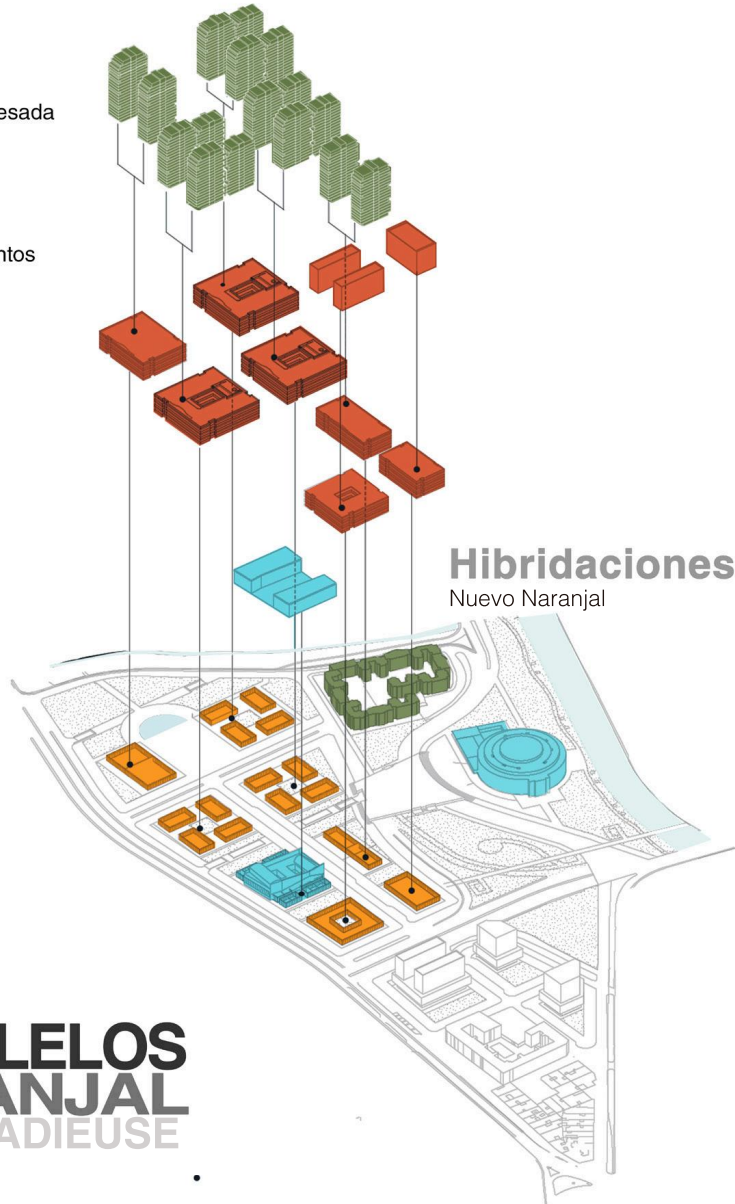 esada
ntos
Hibridaciones
Nuevo Naranjal
LELOS
ANJAL
ADIEUSE